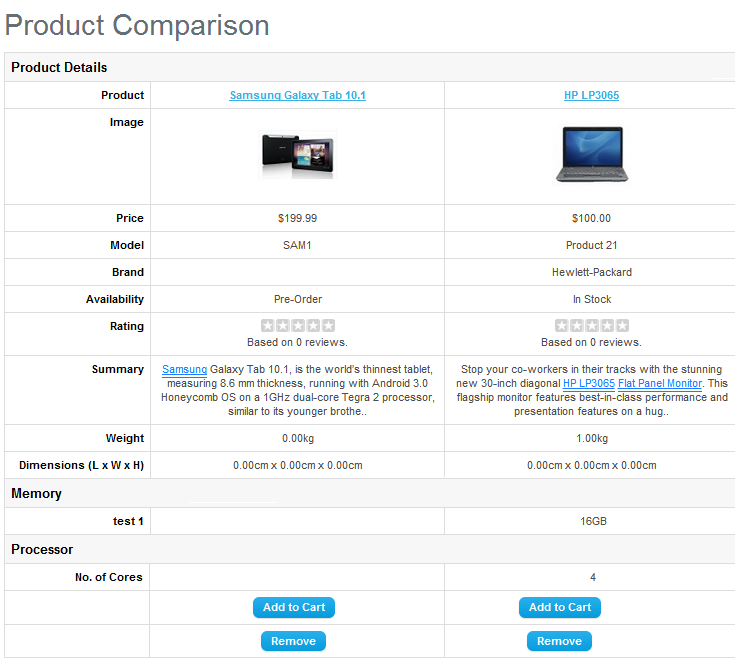 Product Comparison
Product Details
Product Samsung Galaxy Tab 10.1 HP LP3065
Image
Price $199.99 $100.00
Model SAM1 Product 21
Brand Hewlett-Packard
Availability Pre-Order In Stock
Rating
Based on 0 reviews. Based on 0 reviews.
Summary Samsung Galaxy Tab 10.1, is the world's thinnest tablet, Stop your co-workers in their tracks with the stunning
measuring 8.6 mm thickness, running with Android 3.0 new 30-inch diagonal HP LP3065 Flat Panel Monitor. This
Honeycomb OS on a 1GHz dual-core Tegra 2 processor, flagship monitor features best-in-class performance and
similar to its younger brothe.. presentation features on a hug..
Weight 0.00kg 1.00kg
Dimensions (L x W x H) 0.00cm x 0.00cm x 0.00cm 0.00cm x 0.00cm x 0.00cm
Memory
test 1 16GB
Processor
No. of Cores 4
Add to Cart Add to Cart
Remove Remove